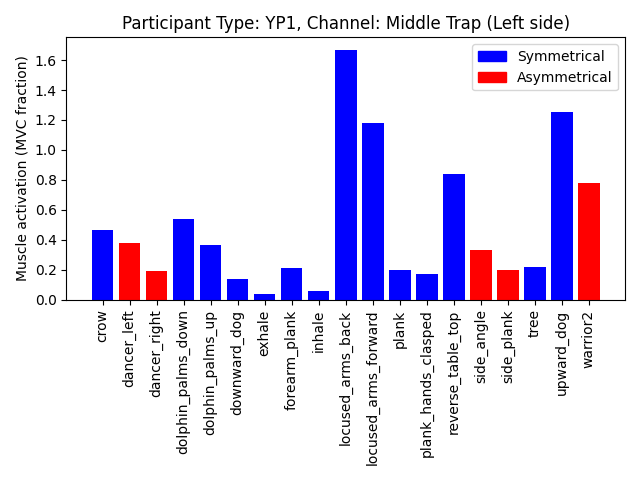 Participant Type: YP1, Channel: Middle Trap (Left side)
Muscle activation (MVC fraction)
1.6
1.4
1.2
1.0
0.8
0.6
0.4
0.2
0.0
Symmetrical
Asymmetrical
crow
dancer_left
dancer_right
dolphin_palms_down
dolphin_palms_up
downward_dog
exhale
forearm_plank
inhale
locused_arms_back
locused_arms_forward
plank
plank_hands_clasped
reverse_table_top
side_angle
side_plank
tree
upward_dog
warrior2